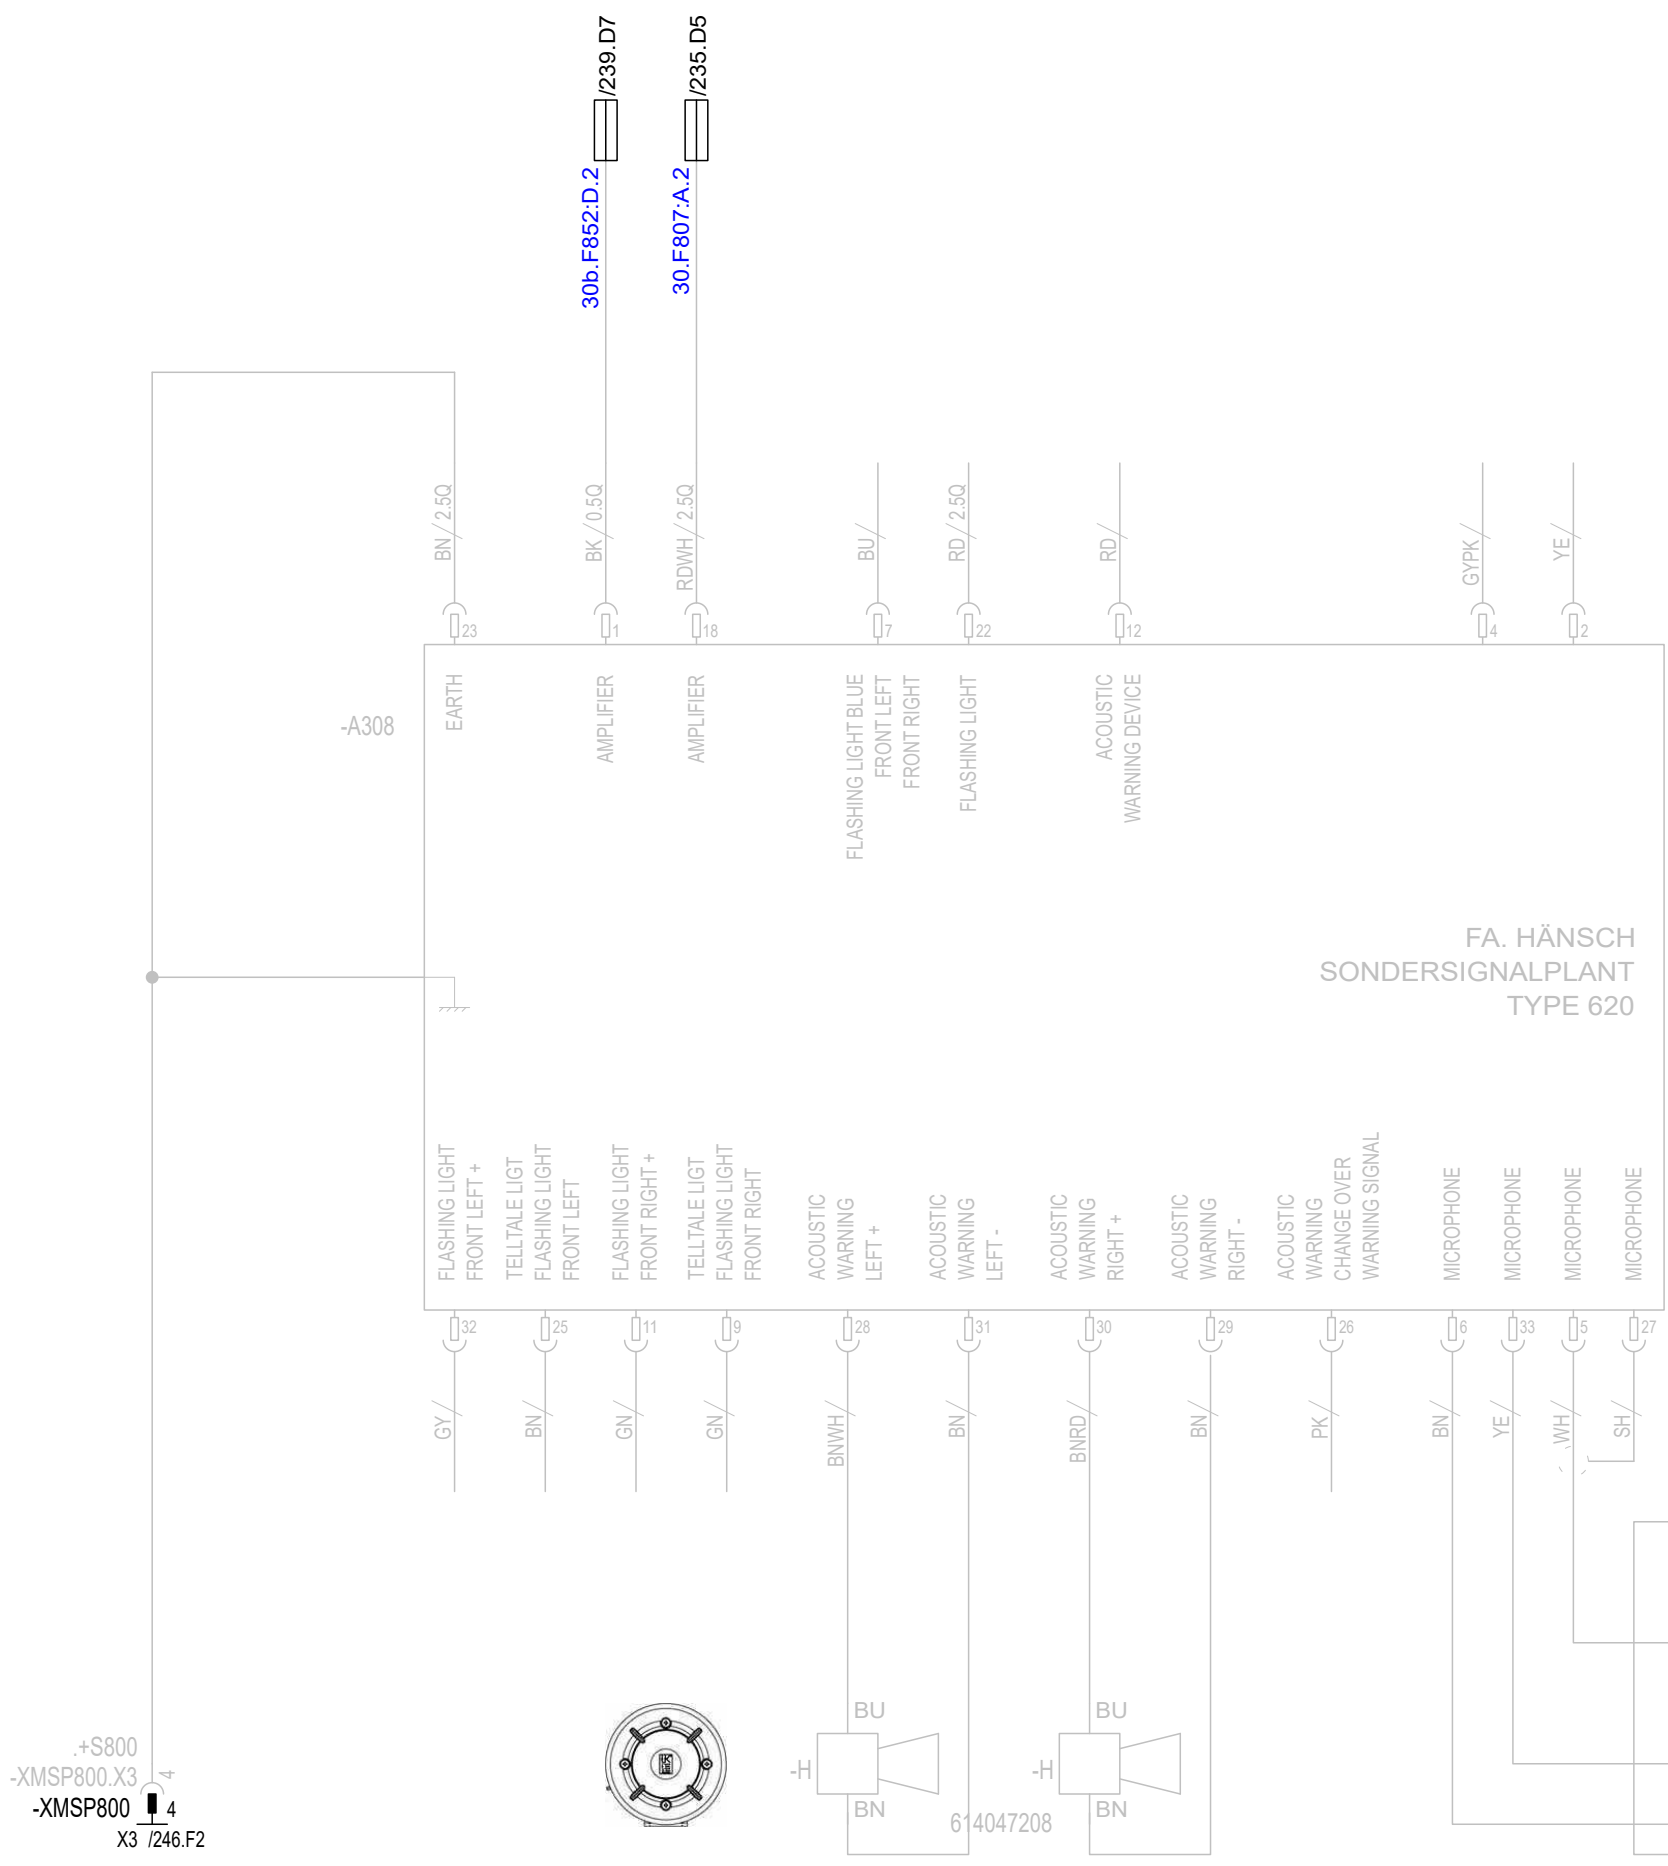 /239.D7
/235.D5
30b.F852:D.2
30.F807:A.2
BN
2.5Q
BK
0.5Q
RDWH
2.5Q
BU
RD
2.5Q
RD
GYPK
YE
23
1
18
7
22
12
4
2
-A308
EARTH
AMPLIFIER
AMPLIFIER
FLASHING LIGHT BLUE
FRONT LEFT
FRONT RIGHT
FLASHING LIGHT
ACOUSTIC
WARNING DEVICE
FA. HÄNSCH
SONDERSIGNALPLANT
TYPE 620
FLASHING LIGHT
FRONT LEFT +
TELLTALE LIGT
FLASHING LIGHT
FRONT LEFT
FLASHING LIGHT
FRONT RIGHT +
TELLTALE LIGT
FLASHING LIGHT
FRONT RIGHT
ACOUSTIC
WARNING
LEFT +
ACOUSTIC
WARNING
LEFT -
ACOUSTIC
WARNING
RIGHT +
ACOUSTIC
WARNING
RIGHT -
ACOUSTIC
WARNING
CHANGE OVER
WARNING SIGNAL
MICROPHONE
MICROPHONE
MICROPHONE
MICROPHONE
32
25
11
9
28
31
30
29
26
6
33
5
27
GY
BN
GN
GN
BNWH
BN
BNRD
BN
PK
BN
YE
WH
SH
BU
BU
-H
-H
BN
BN
614047208
.+S800
-XMSP800.X3
4
-XMSP800
4
X3 /246.F2